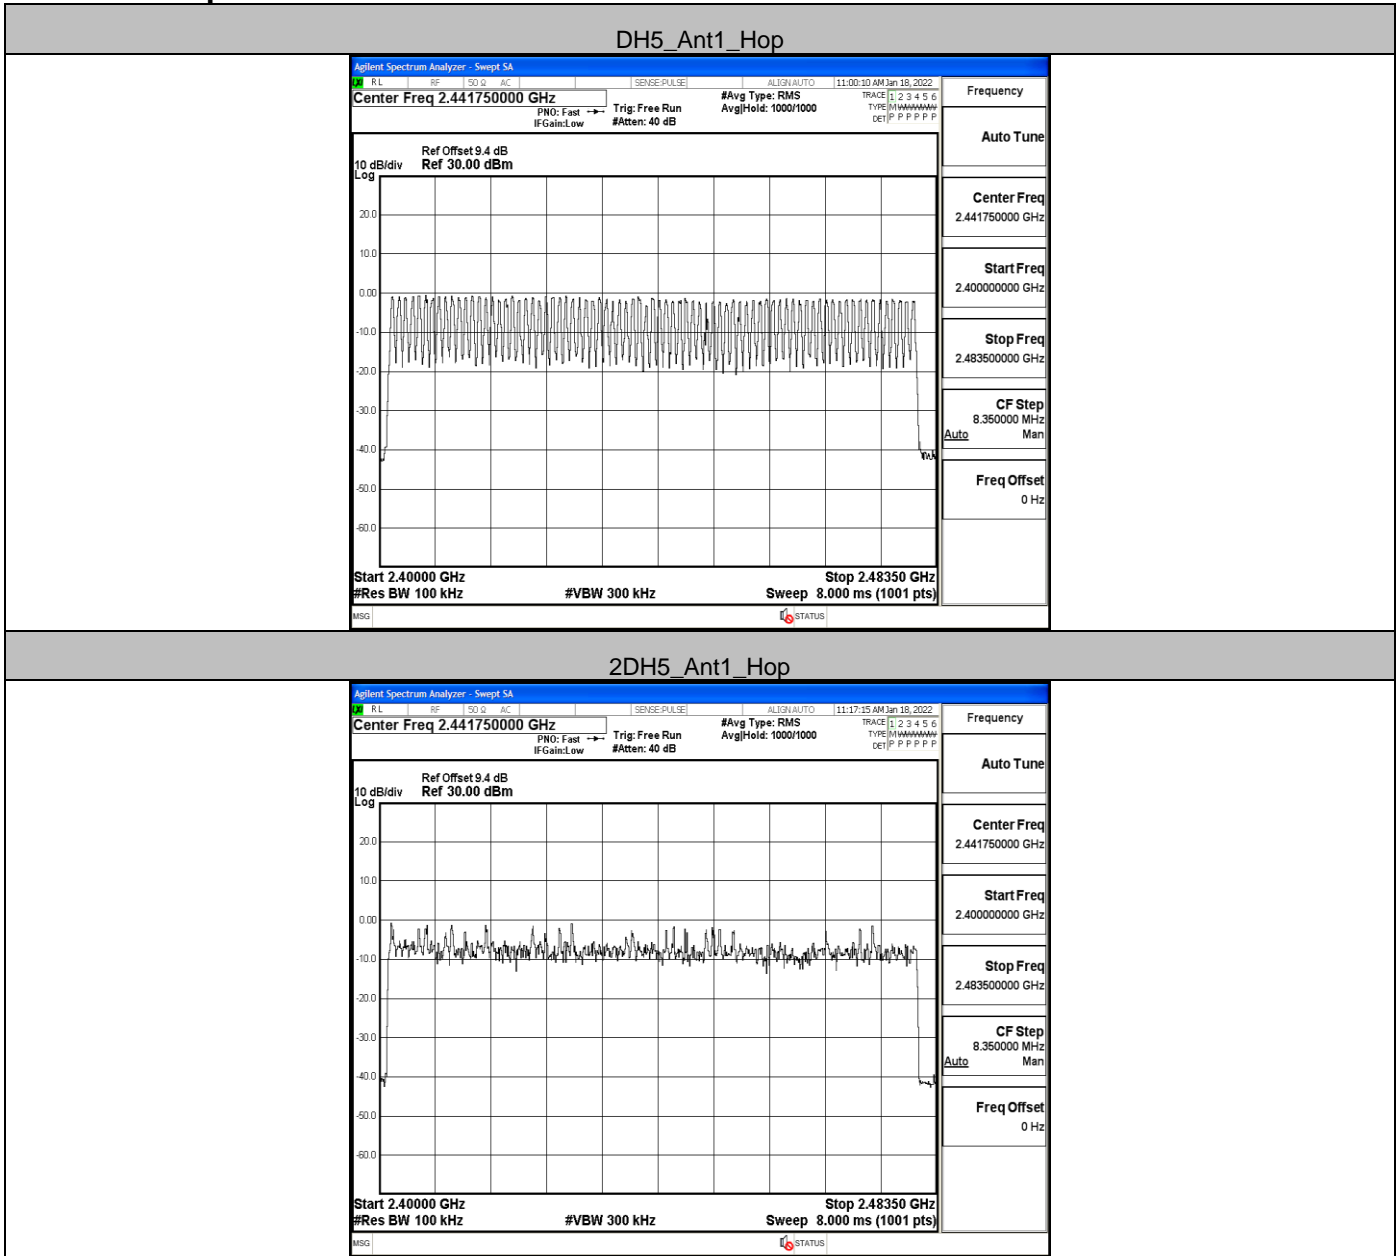 DH5_Ant1_Hop
Agilent Spectrum Analyzer - Swept SA
RL RF 50 Ω AC SENSE:PULSE ALIGN AUTO 11:00:10 AM Jan 18, 2022
Center Freq 2.441750000 GHz
PNO: Fast
IFGain:Low
Trig: Free Run
#Atten: 40 dB
#Avg Type: RMS
Avg|Hold: 1000/1000
TRACE 1 2 3 4 5 6
TYPE M
DET P P P P P P
Ref Offset 9.4 dB
10 dB/div Ref 30.00 dBm
Log
20.0
10.0
0.00
-10.0
-20.0
-30.0
-40.0
-50.0
-60.0
Start 2.40000 GHz Stop 2.48350 GHz
#Res BW 100 kHz #VBW 300 kHz Sweep 8.000 ms (1001 pts)
MSG STATUS
Frequency
Auto Tune
Center Freq
2.441750000 GHz
Start Freq
2.400000000 GHz
Stop Freq
2.483500000 GHz
CF Step
8.350000 MHz
Auto Man
Freq Offset
0 Hz
2DH5_Ant1_Hop
Agilent Spectrum Analyzer - Swept SA
RL RF 50 Ω AC SENSE:PULSE ALIGN AUTO 11:17:15 AM Jan 18, 2022
Center Freq 2.441750000 GHz
PNO: Fast
IFGain:Low
Trig: Free Run
#Atten: 40 dB
#Avg Type: RMS
Avg|Hold: 1000/1000
TRACE 1 2 3 4 5 6
TYPE M
DET P P P P P P
Ref Offset 9.4 dB
10 dB/div Ref 30.00 dBm
Log
20.0
10.0
0.00
-10.0
-20.0
-30.0
-40.0
-50.0
-60.0
Start 2.40000 GHz Stop 2.48350 GHz
#Res BW 100 kHz #VBW 300 kHz Sweep 8.000 ms (1001 pts)
MSG STATUS
Frequency
Auto Tune
Center Freq
2.441750000 GHz
Start Freq
2.400000000 GHz
Stop Freq
2.483500000 GHz
CF Step
8.350000 MHz
Auto Man
Freq Offset
0 Hz